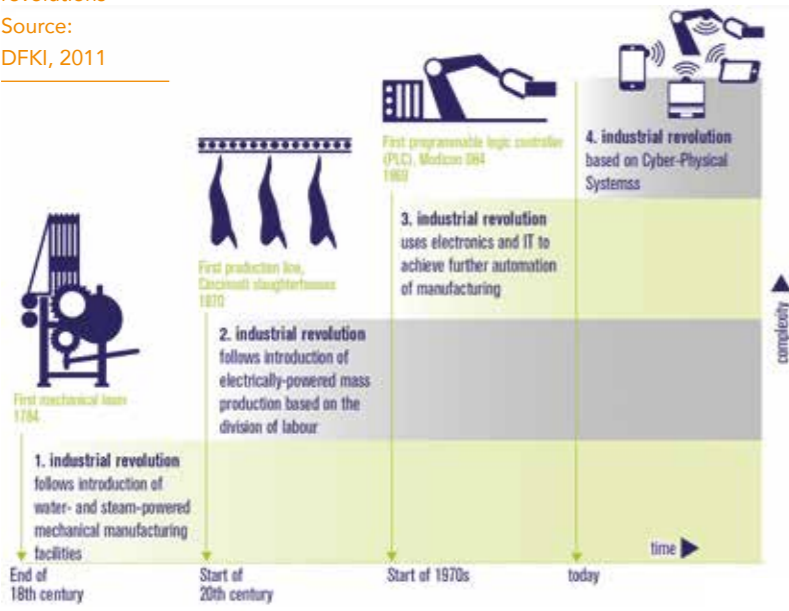 revolutions
Source:
DFKI, 2011
First programmable logic controller
(PLC), Modicon 084
1969
4. industrial revolution
based on Cyber-Physical
Systemss
First production line,
Cincinnati slaughterhouses
1870
3. industrial revolution
uses electronics and IT to
achieve further automation
of manufacturing
First mechanical loom
1784
2. industrial revolution
follows introduction of
electrically-powered mass
production based on the
division of labour
complexity
1. industrial revolution
follows introduction of
water- and steam-powered
mechanical manufacturing
facilities
time
End of
18th century
Start of
20th century
Start of 1970s
today